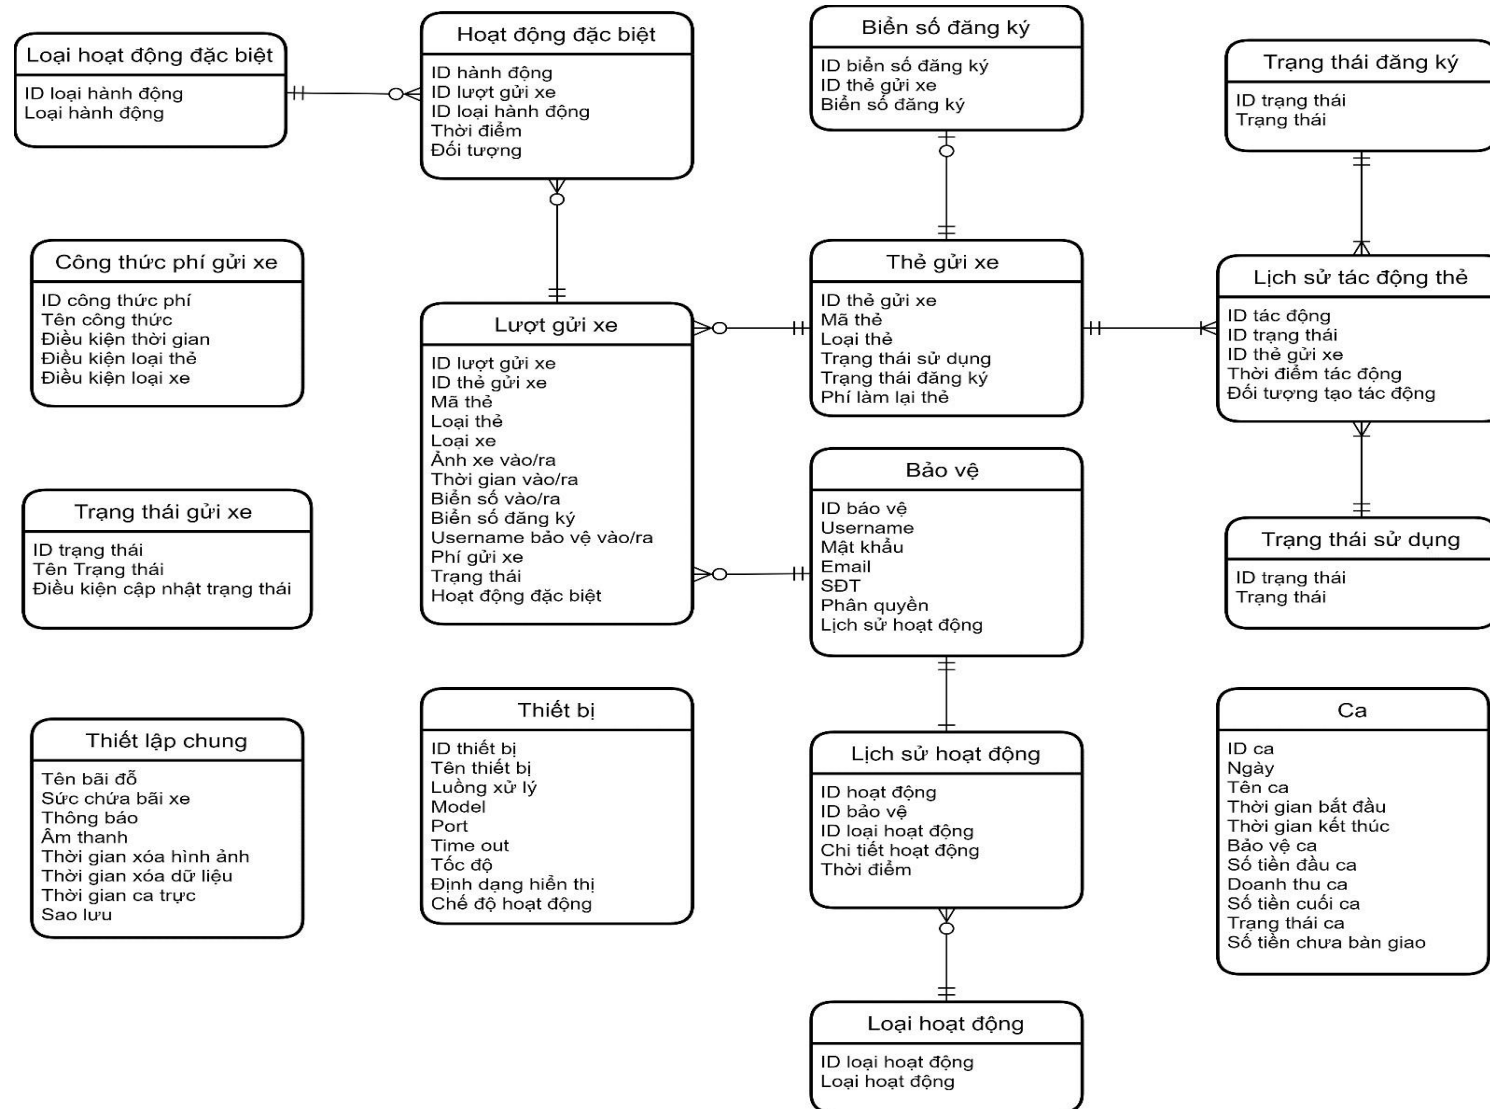 Loại hoạt động đặc biệt
ID loại hành động
Loại hành động
Hoạt động đặc biệt
ID hành động
ID lượt gửi xe
ID loại hành động
Thời điểm
Đối tượng
Biển số đăng ký
ID biển số đăng ký
ID thẻ gửi xe
Biển số đăng ký
Trạng thái đăng ký
ID trạng thái
Trạng thái
Công thức phí gửi xe
ID công thức phí
Tên công thức
Điều kiện thời gian
Điều kiện loại thẻ
Điều kiện loại xe
Lượt gửi xe
ID lượt gửi xe
ID thẻ gửi xe
Mã thẻ
Loại thẻ
Loại xe
Ảnh xe vào/ra
Thời gian vào/ra
Biển số vào/ra
Biển số đăng ký
Username bảo vệ vào/ra
Phí gửi xe
Trạng thái
Hoạt động đặc biệt
Thẻ gửi xe
ID thẻ gửi xe
Mã thẻ
Loại thẻ
Trạng thái sử dụng
Trạng thái đăng ký
Phí làm lại thẻ
Lịch sử tác động thẻ
ID tác động
ID trạng thái
ID thẻ gửi xe
Thời điểm tác động
Đối tượng tạo tác động
Trạng thái gửi xe
ID trạng thái
Tên Trạng thái
Điều kiện cập nhật trạng thái
Bảo vệ
ID báo vệ
Username
Mật khẩu
Email
SĐT
Phân quyền
Lịch sử hoạt động
Trạng thái sử dụng
ID trạng thái
Trạng thái
Thiết lập chung
Tên bãi đỗ
Sức chứa bãi xe
Thông báo
Âm thanh
Thời gian xóa hình ảnh
Thời gian xóa dữ liệu
Thời gian ca trực
Sao lưu
Thiết bị
ID thiết bị
Tên thiết bị
Luồng xử lý
Model
Port
Time out
Tốc độ
Định dạng hiển thị
Chế độ hoạt động
Lịch sử hoạt động
ID hoạt động
ID bảo vệ
ID loại hoạt động
Chi tiết hoạt động
Thời điểm
Ca
ID ca
Ngày
Tên ca
Thời gian bắt đầu
Thời gian kết thúc
Bảo vệ ca
Số tiền đầu ca
Doanh thu ca
Số tiền cuối ca
Trạng thái ca
Số tiền chưa bàn giao
Loại hoạt động
ID loại hoạt động
Loại hoạt động